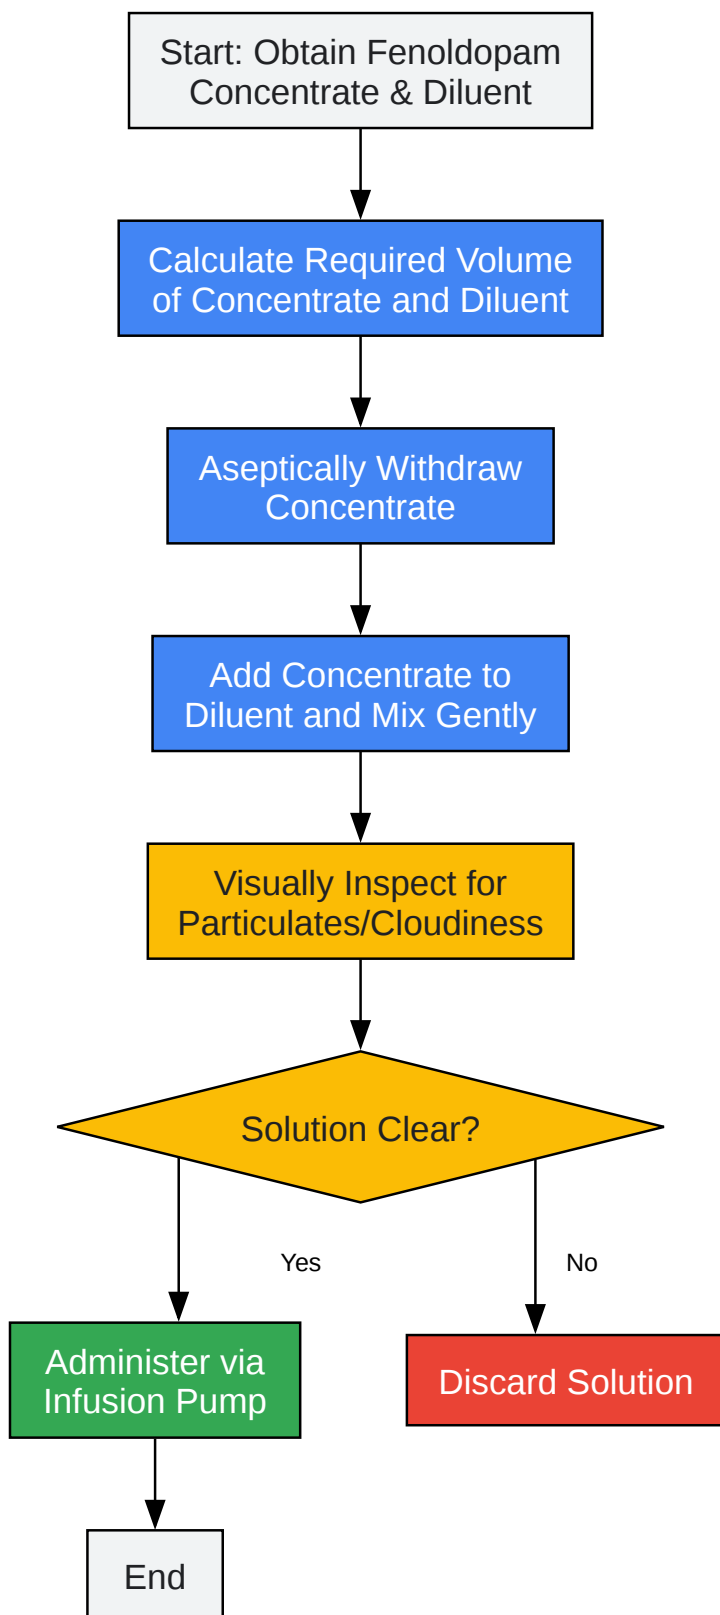 Start: Obtain Fenoldopam
Concentrate & Diluent
Calculate Required Volume
of Concentrate and Diluent
Aseptically Withdraw
Concentrate
Add Concentrate to
Diluent and Mix Gently
Visually Inspect for
Particulates/Cloudiness
Solution Clear?
Yes
No
Administer via
Infusion Pump
Discard Solution
End